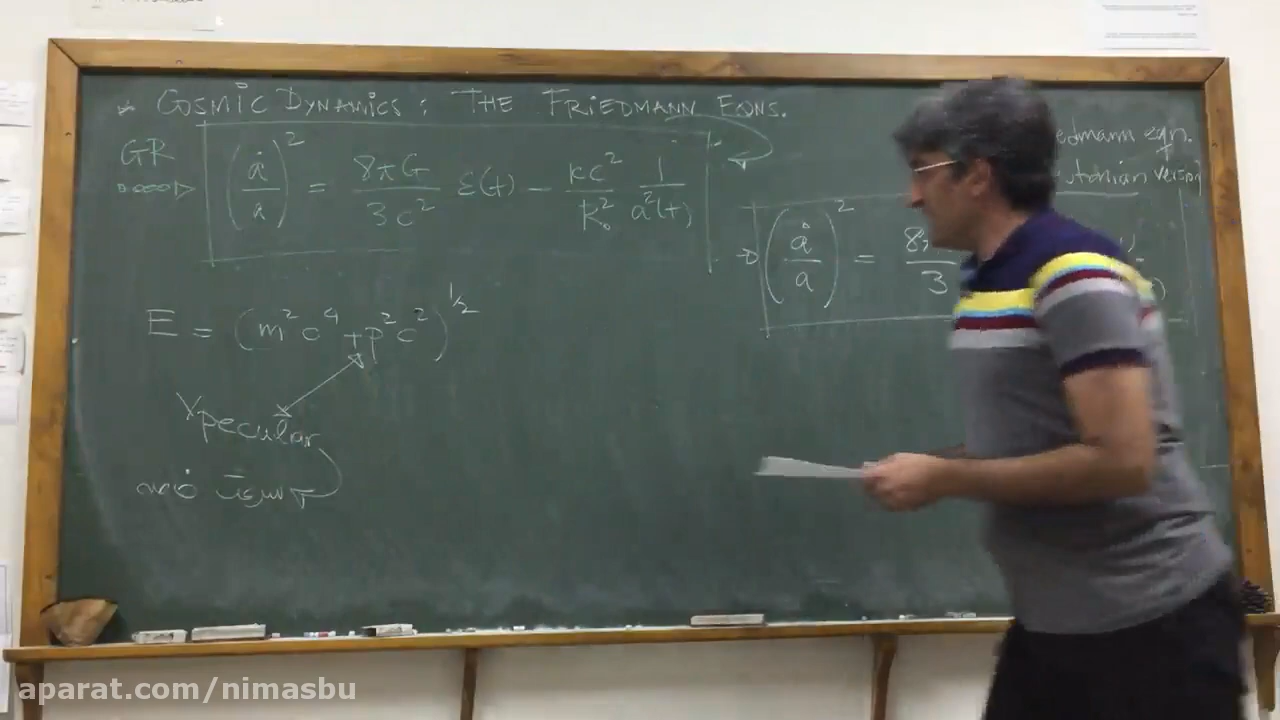 * COSMIC DYNAMICS: THE FRIEDMANN EQNS.
GR
(ȧ/a)² = 8πG/3c² ε(t) − kc²/R₀² 1/a²(t)
edmann eqn.
tonian version
(ȧ/a)² = 8π 3
E = (m²c⁴ + p²c²)^½
Vpeculiar
سرعت خاصه
aparat.com/nimasbu